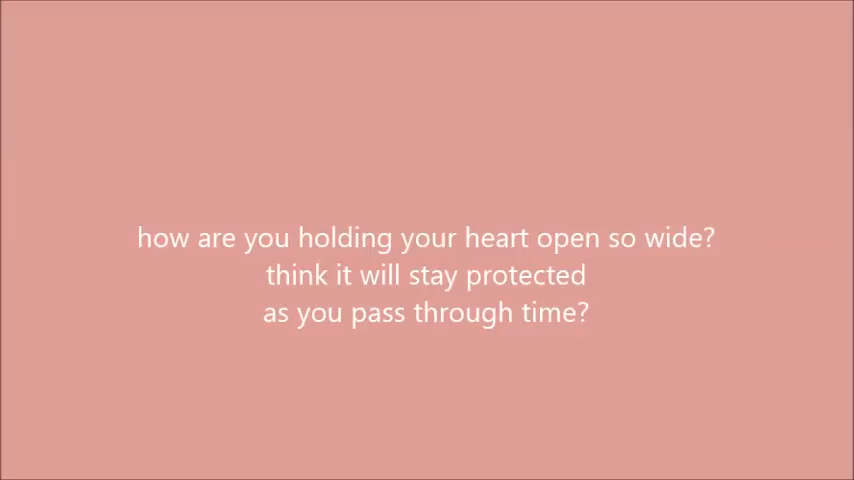 how are you holding your heart open so wide?
think it will stay protected
as you pass through time?